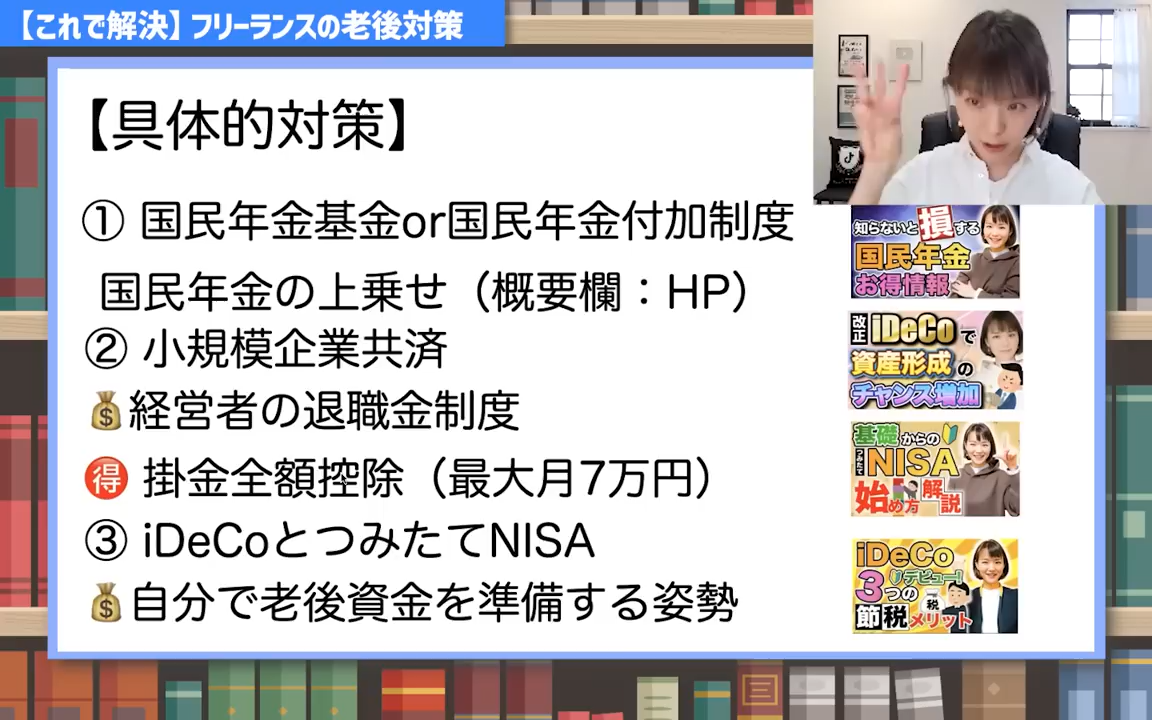 【これで解決】フリーランスの老後対策
【具体的対策】
① 国民年金基金or国民年金付加制度
国民年金の上乗せ（概要欄：HP）
② 小規模企業共済
経営者の退職金制度
得 掛金全額控除（最大月7万円）
③ iDeCoとつみたてNISA
自分で老後資金を準備する姿勢
知らないと損する
国民年金
お得情報
改正 iDeCoで
資産形成の
チャンス増加
基礎からの
つみたて NISA
始め方 解説
iDeCo
デビュー!
3つの
節税メリット
税